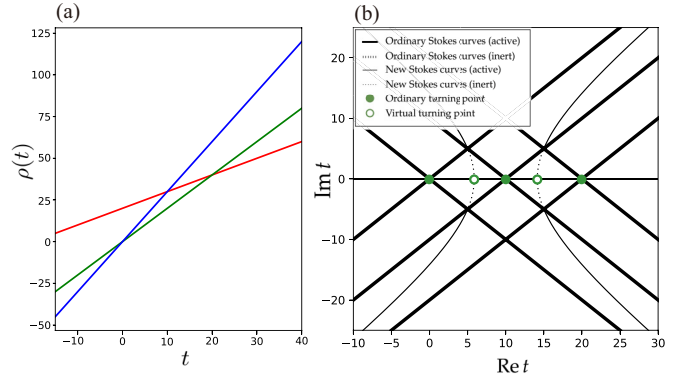 (a)
125
100
75
50
25
0
−25
−50
−10
0
10
20
30
40
ρ(t)
t
(b)
Ordinary Stokes curves (active)
Ordinary Stokes curves (inert)
New Stokes curves (active)
New Stokes curves (inert)
Ordinary turning point
Virtual turning point
20
10
0
−10
−20
−10
−5
0
5
10
15
20
25
30
Im t
Re t